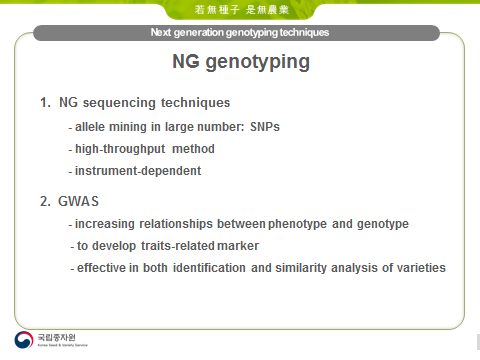 若無種子 是無農業
Next generation genotyping techniques
NG genotyping
1. NG sequencing techniques
- allele mining in large number: SNPs
- high-throughput method
- instrument-dependent
2. GWAS
- increasing relationships between phenotype and genotype
- to develop traits-related marker
- effective in both identification and similarity analysis of varieties
국립종자원
Korea Seed & Variety Service